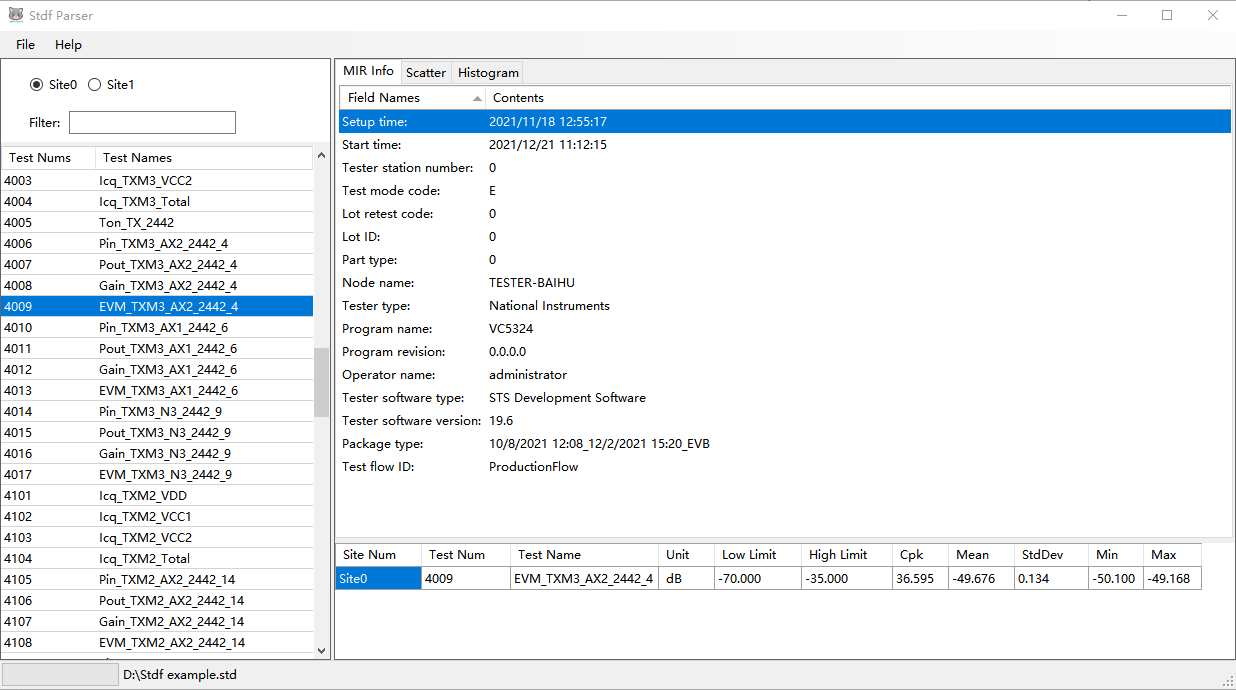 Stdf Parser
File Help
Site0 Site1
Filter:
Test Nums Test Names
4003 Icq_TXM3_VCC2
4004 Icq_TXM3_Total
4005 Ton_TX_2442
4006 Pin_TXM3_AX2_2442_4
4007 Pout_TXM3_AX2_2442_4
4008 Gain_TXM3_AX2_2442_4
4009 EVM_TXM3_AX2_2442_4
4010 Pin_TXM3_AX1_2442_6
4011 Pout_TXM3_AX1_2442_6
4012 Gain_TXM3_AX1_2442_6
4013 EVM_TXM3_AX1_2442_6
4014 Pin_TXM3_N3_2442_9
4015 Pout_TXM3_N3_2442_9
4016 Gain_TXM3_N3_2442_9
4017 EVM_TXM3_N3_2442_9
4101 Icq_TXM2_VDD
4102 Icq_TXM2_VCC1
4103 Icq_TXM2_VCC2
4104 Icq_TXM2_Total
4105 Pin_TXM2_AX2_2442_14
4106 Pout_TXM2_AX2_2442_14
4107 Gain_TXM2_AX2_2442_14
4108 EVM_TXM2_AX2_2442_14
MIR Info Scatter Histogram
Field Names Contents
Setup time: 2021/11/18 12:55:17
Start time: 2021/12/21 11:12:15
Tester station number: 0
Test mode code: E
Lot retest code: 0
Lot ID: 0
Part type: 0
Node name: TESTER-BAIHU
Tester type: National Instruments
Program name: VC5324
Program revision: 0.0.0.0
Operator name: administrator
Tester software type: STS Development Software
Tester software version: 19.6
Package type: 10/8/2021 12:08_12/2/2021 15:20_EVB
Test flow ID: ProductionFlow
Site Num Test Num Test Name Unit Low Limit High Limit Cpk Mean StdDev Min Max
Site0 4009 EVM_TXM3_AX2_2442_4 dB -70.000 -35.000 36.595 -49.676 0.134 -50.100 -49.168
D:\Stdf example.std